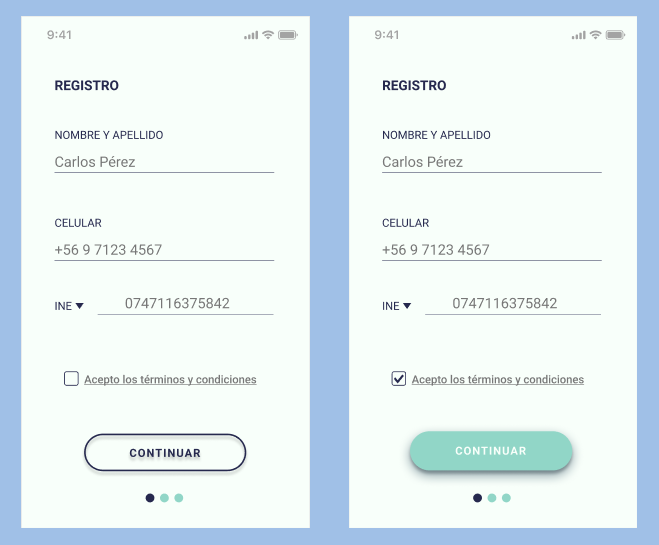 9:41
REGISTRO
NOMBRE Y APELLIDO
Carlos Pérez
CELULAR
+56 9 7123 4567
INE 0747116375842
Acepto los términos y condiciones
CONTINUAR
9:41
REGISTRO
NOMBRE Y APELLIDO
Carlos Pérez
CELULAR
+56 9 7123 4567
INE 0747116375842
Acepto los términos y condiciones
CONTINUAR